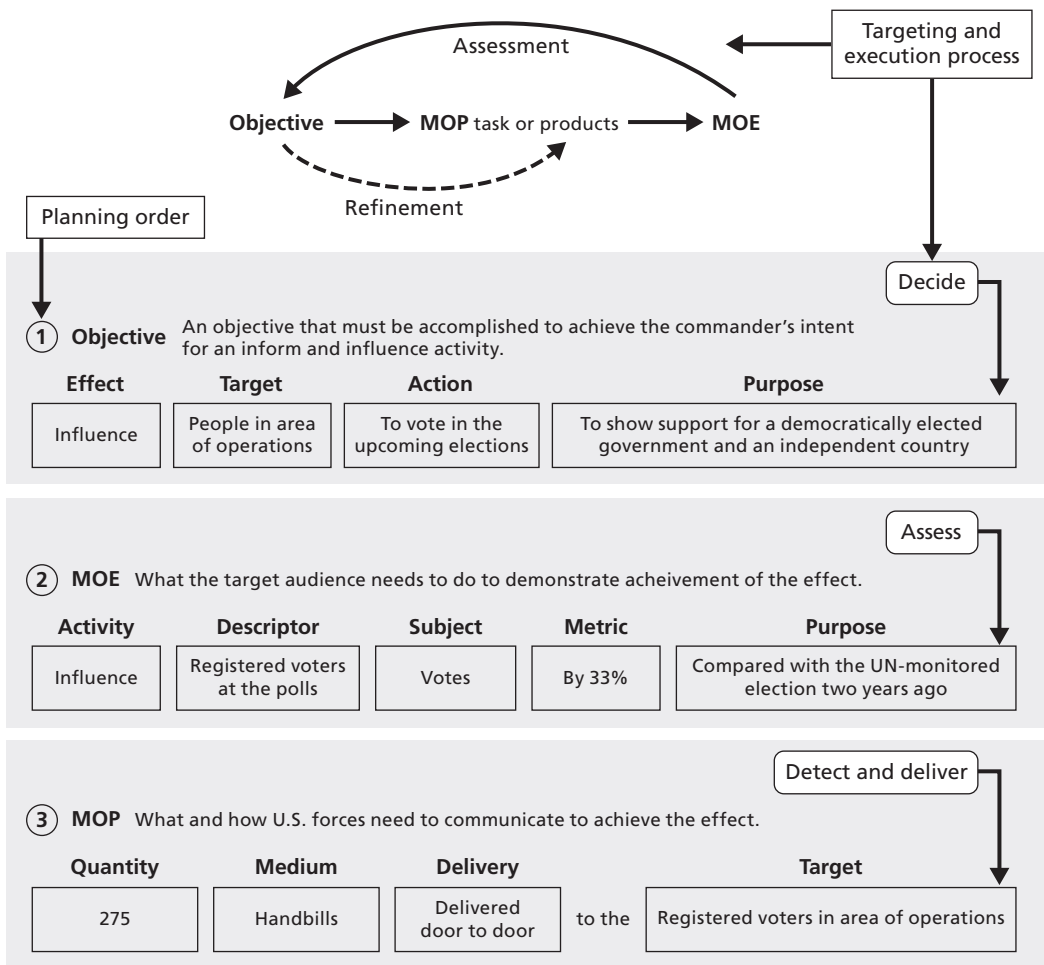 Targeting and
execution process
Assessment
Objective MOP task or products MOE
Refinement
Planning order
Decide
1 Objective An objective that must be accomplished to achieve the commander’s intent
for an inform and influence activity.
Effect Target Action Purpose
Influence
People in area
of operations
To vote in the
upcoming elections
To show support for a democratically elected
government and an independent country
Assess
2 MOE What the target audience needs to do to demonstrate acheivement of the effect.
Activity Descriptor Subject Metric Purpose
Influence
Registered voters
at the polls
Votes
By 33%
Compared with the UN-monitored
election two years ago
Detect and deliver
3 MOP What and how U.S. forces need to communicate to achieve the effect.
Quantity Medium Delivery Target
275
Handbills
Delivered
door to door
to the
Registered voters in area of operations